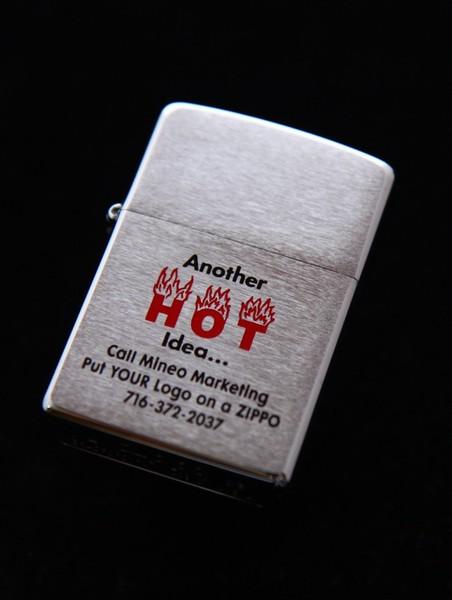 Another
HOT
Idea...
Call Mineo Marketing
Put YOUR Logo on a ZIPPO
716-372-2037